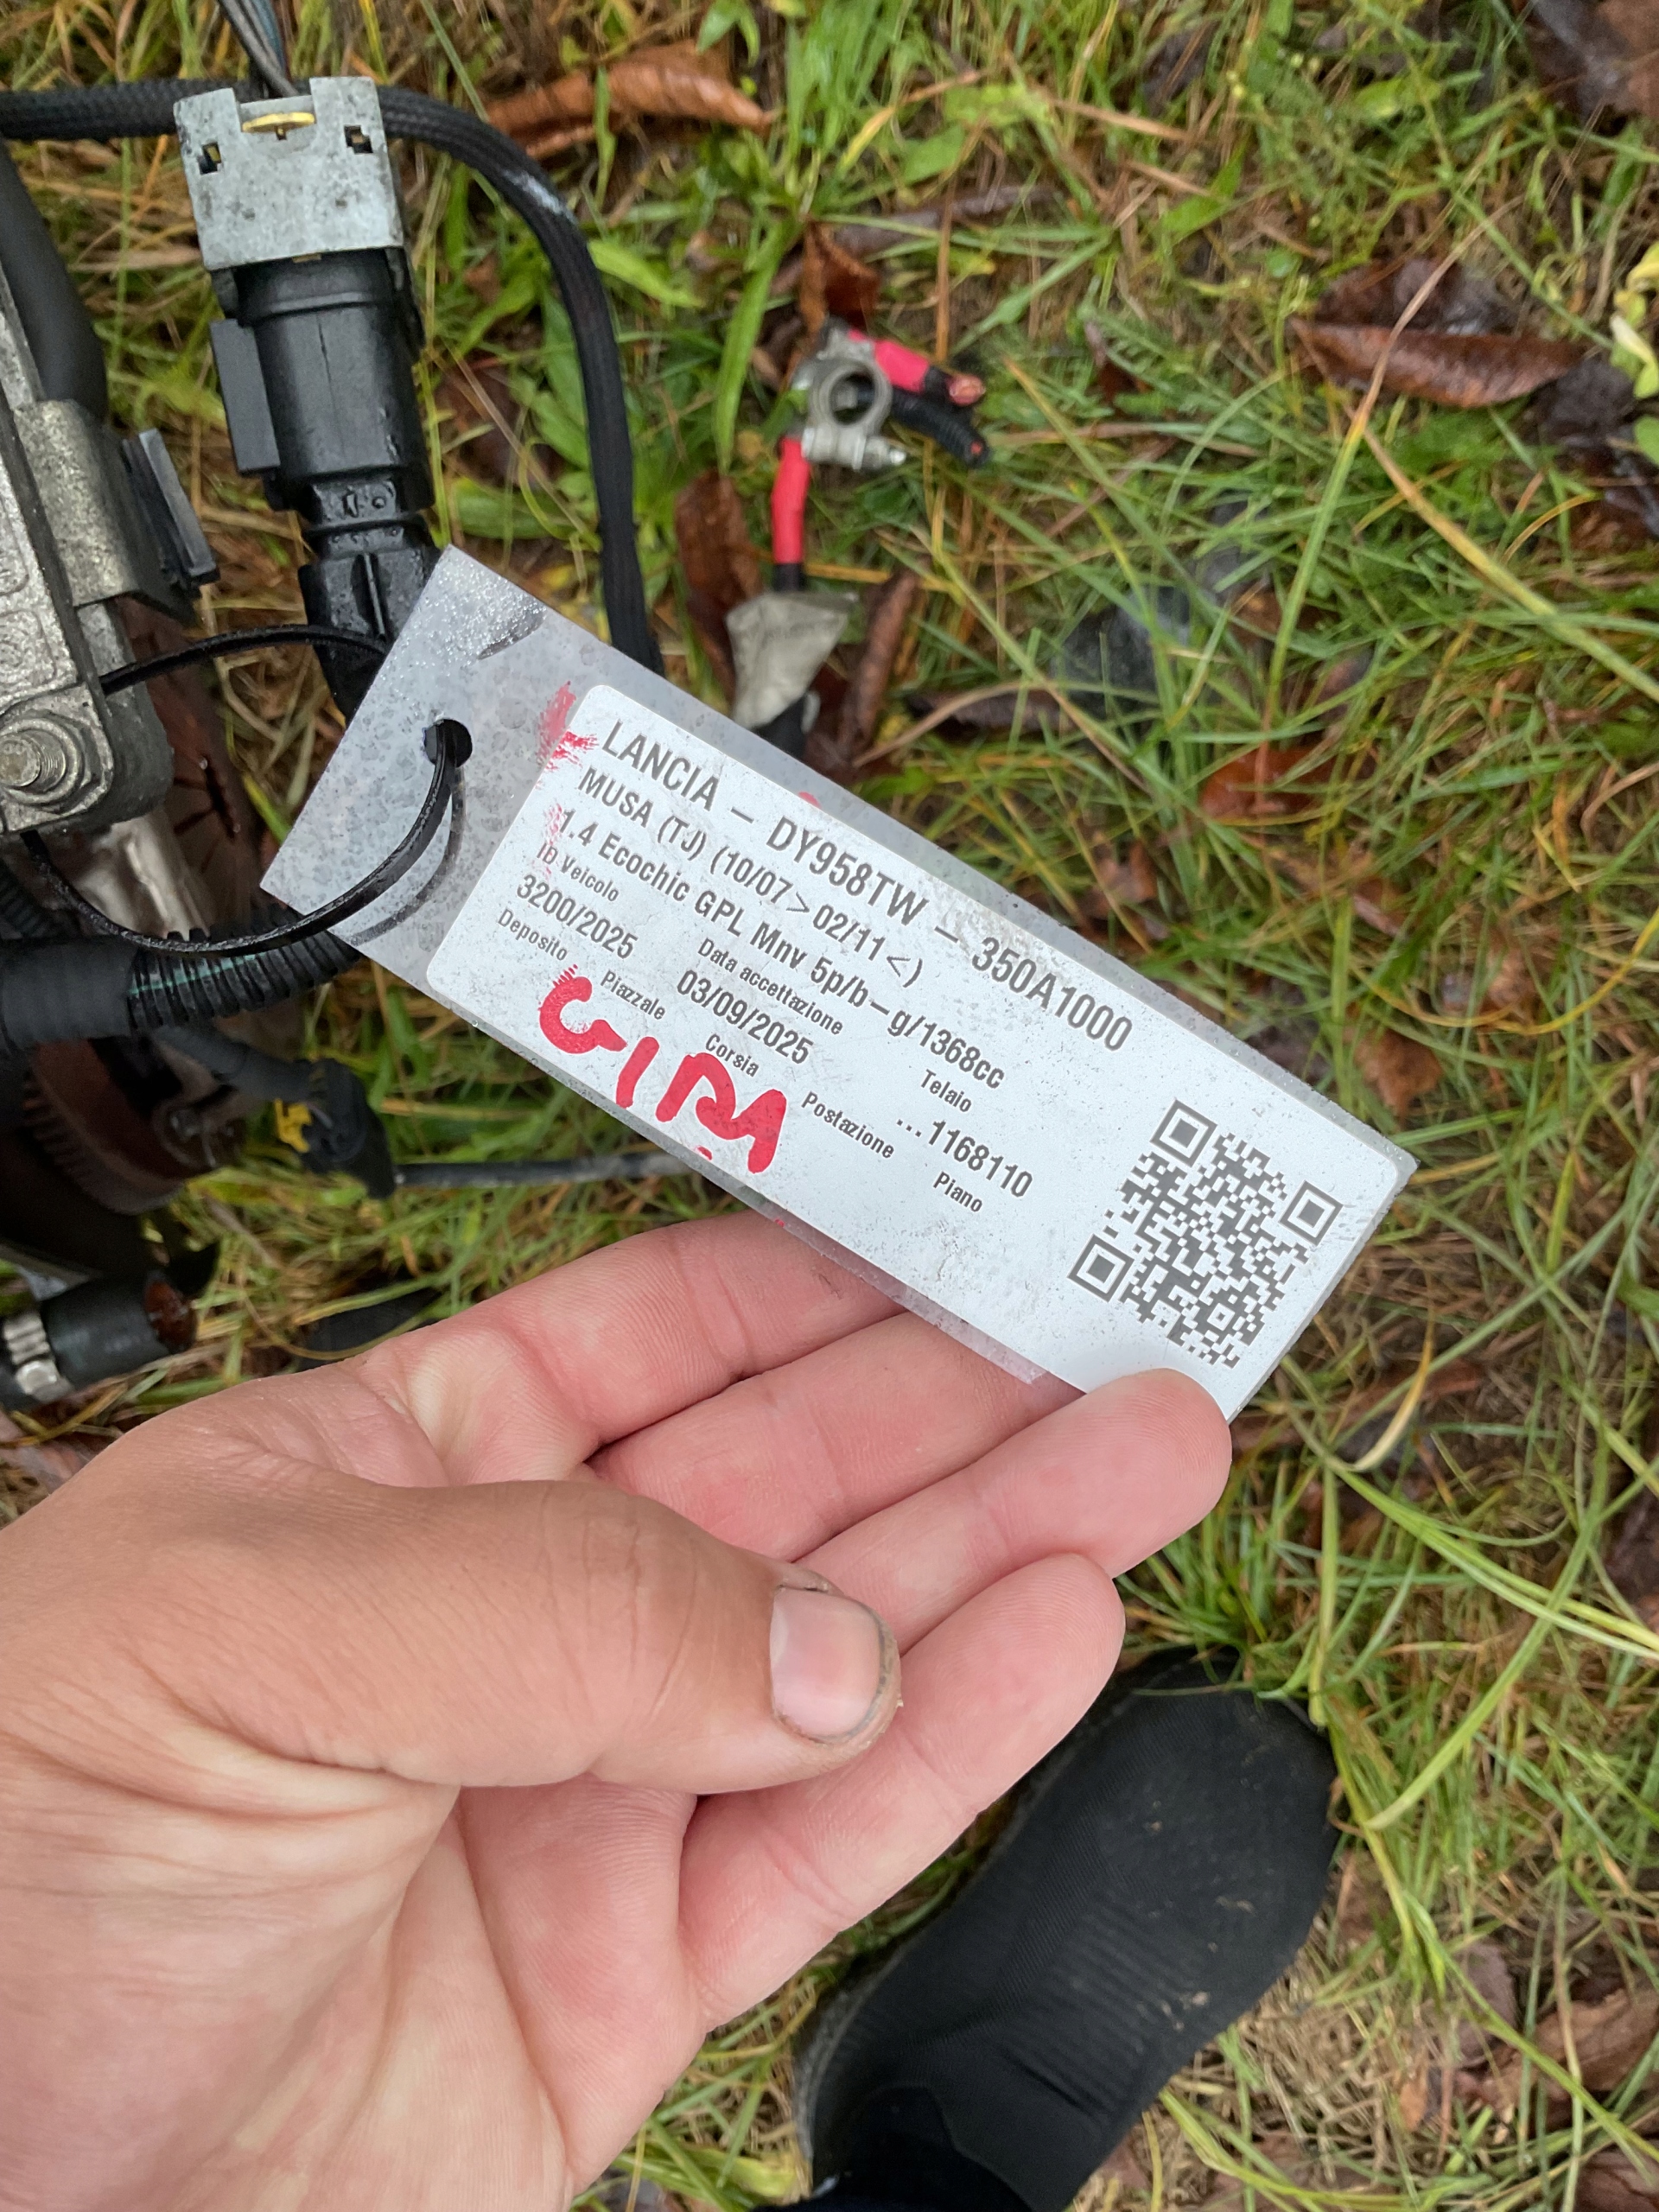 LANCIA – DY958TW – 350A1000
MUSA (TJ) (10/07 > 02/11 <)
1.4 Ecochic GPL Mnv 5p/b–g/1368cc
ID Veicolo Data accettazione Telaio
3200/2025 03/09/2025 ...1168110
Deposito Piazzale Corsia Postazione Piano